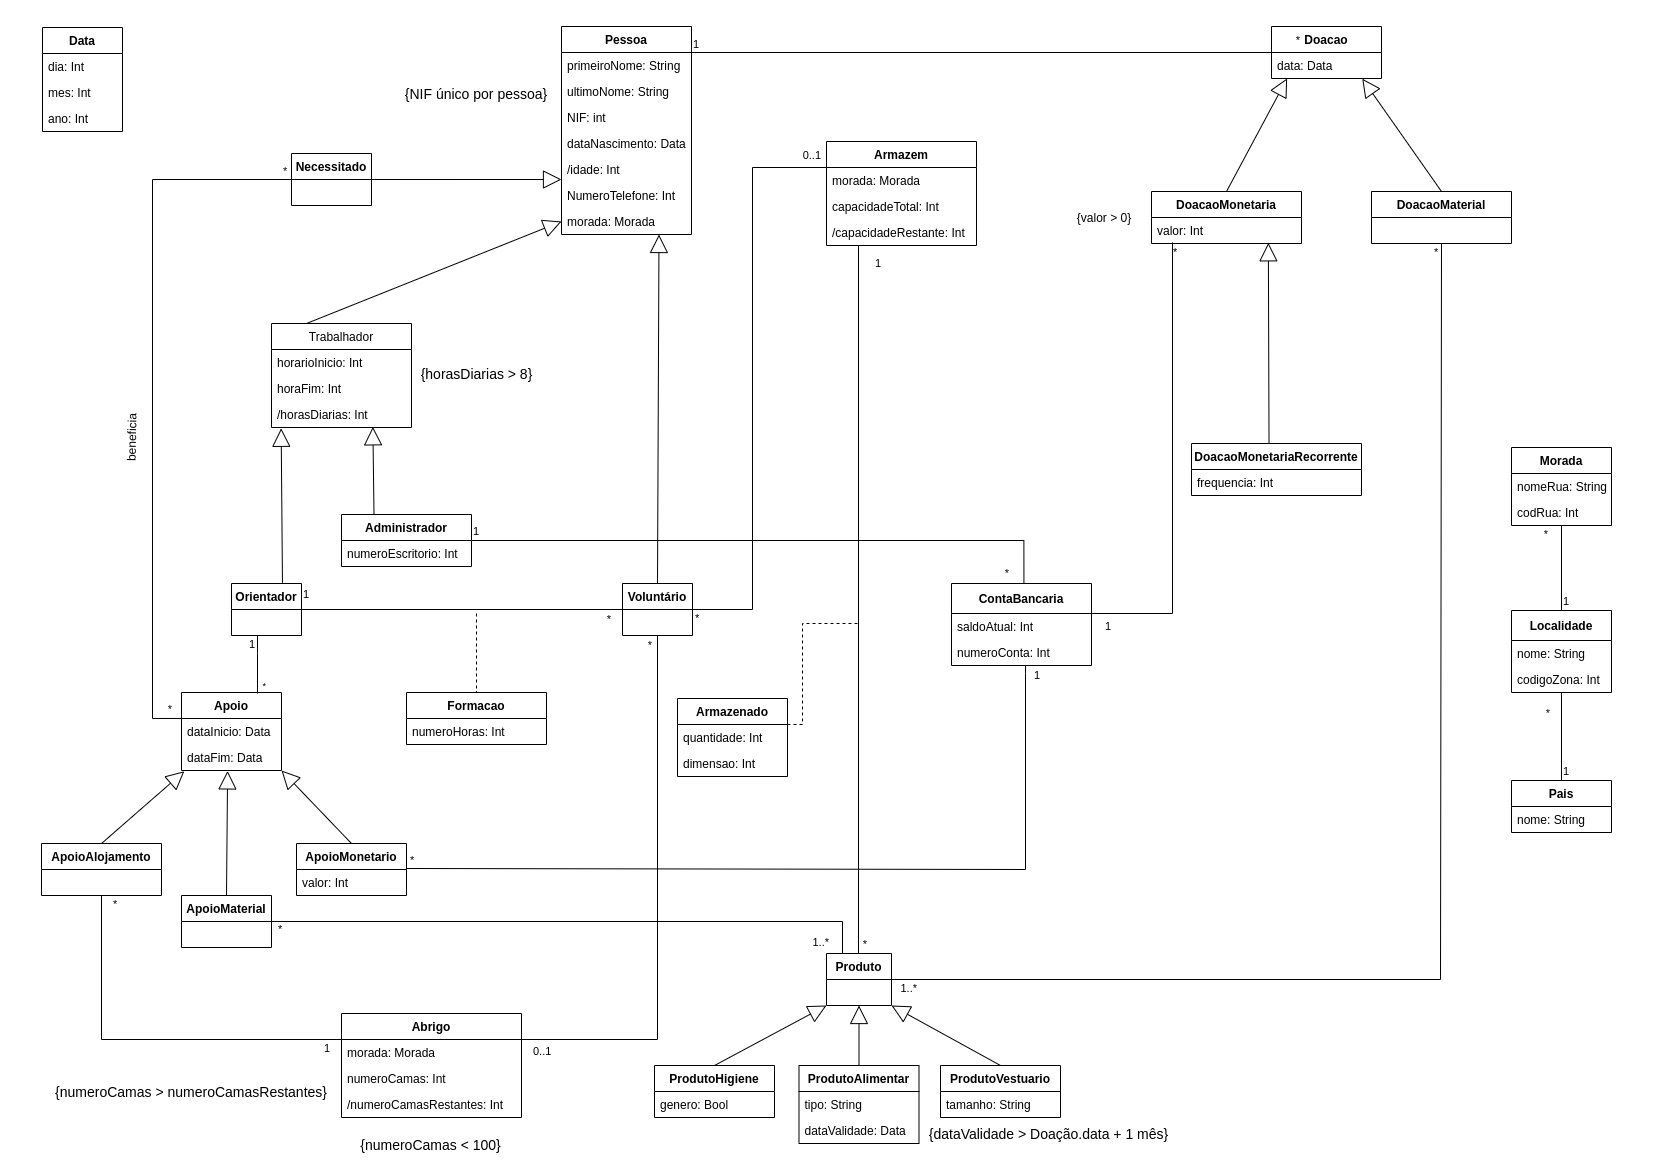 Data
dia: Int
mes: Int
ano: Int
{NIF único por pessoa}
Pessoa
primeiroNome: String
ultimoNome: String
NIF: int
dataNascimento: Data
/idade: Int
NumeroTelefone: Int
morada: Morada
1
* Doacao
data: Data
* Necessitado
0..1
Armazem
morada: Morada
capacidadeTotal: Int
/capacidadeRestante: Int
1
{valor > 0}
DoacaoMonetaria
valor: Int
*
DoacaoMaterial
*
Trabalhador
horarioInicio: Int
horaFim: Int
/horasDiarias: Int
{horasDiarias > 8}
beneficia
DoacaoMonetariaRecorrente
frequencia: Int
Morada
nomeRua: String
codRua: Int
*
1
Localidade
nome: String
codigoZona: Int
*
1
Pais
nome: String
Administrador
numeroEscritorio: Int
1
*
Orientador
1
1
*
Voluntário
*
*
ContaBancaria
saldoAtual: Int
numeroConta: Int
1
1
*
*
Apoio
dataInicio: Data
dataFim: Data
Formacao
numeroHoras: Int
Armazenado
quantidade: Int
dimensao: Int
ApoioAlojamento
*
ApoioMonetario
valor: Int
*
ApoioMaterial
*
1..*
*
Produto
1..*
Abrigo
morada: Morada
numeroCamas: Int
/numeroCamasRestantes: Int
1
0..1
{numeroCamas > numeroCamasRestantes}
{numeroCamas < 100}
ProdutoHigiene
genero: Bool
ProdutoAlimentar
tipo: String
dataValidade: Data
ProdutoVestuario
tamanho: String
{dataValidade > Doação.data + 1 mês}